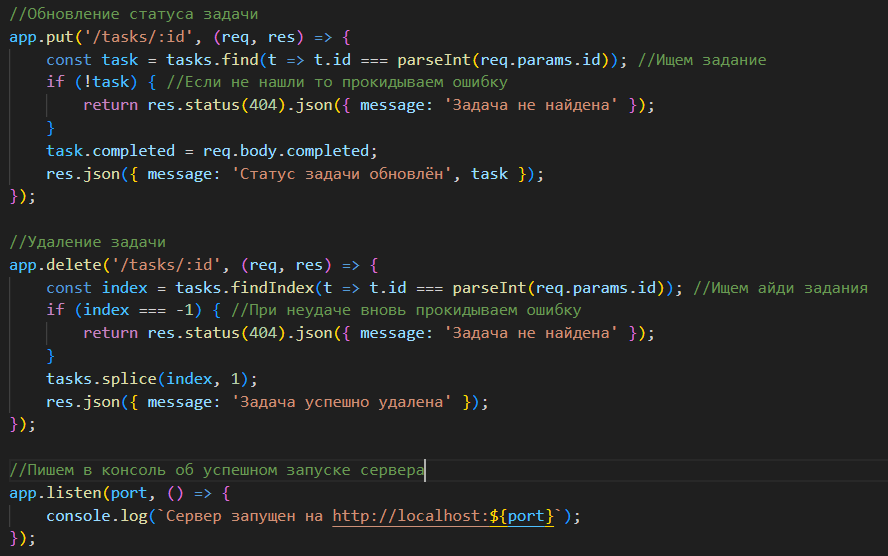 //Обновление статуса задачи
app.put('/tasks/:id', (req, res) => {
    const task = tasks.find(t => t.id === parseInt(req.params.id)); //Ищем задание
    if (!task) { //Если не нашли то прокидываем ошибку
        return res.status(404).json({ message: 'Задача не найдена' });
    }
    task.completed = req.body.completed;
    res.json({ message: 'Статус задачи обновлён', task });
});

//Удаление задачи
app.delete('/tasks/:id', (req, res) => {
    const index = tasks.findIndex(t => t.id === parseInt(req.params.id)); //Ищем айди задания
    if (index === -1) { //При неудаче вновь прокидываем ошибку
        return res.status(404).json({ message: 'Задача не найдена' });
    }
    tasks.splice(index, 1);
    res.json({ message: 'Задача успешно удалена' });
});

//Пишем в консоль об успешном запуске сервера
app.listen(port, () => {
    console.log(`Сервер запущен на http://localhost:${port}`);
});